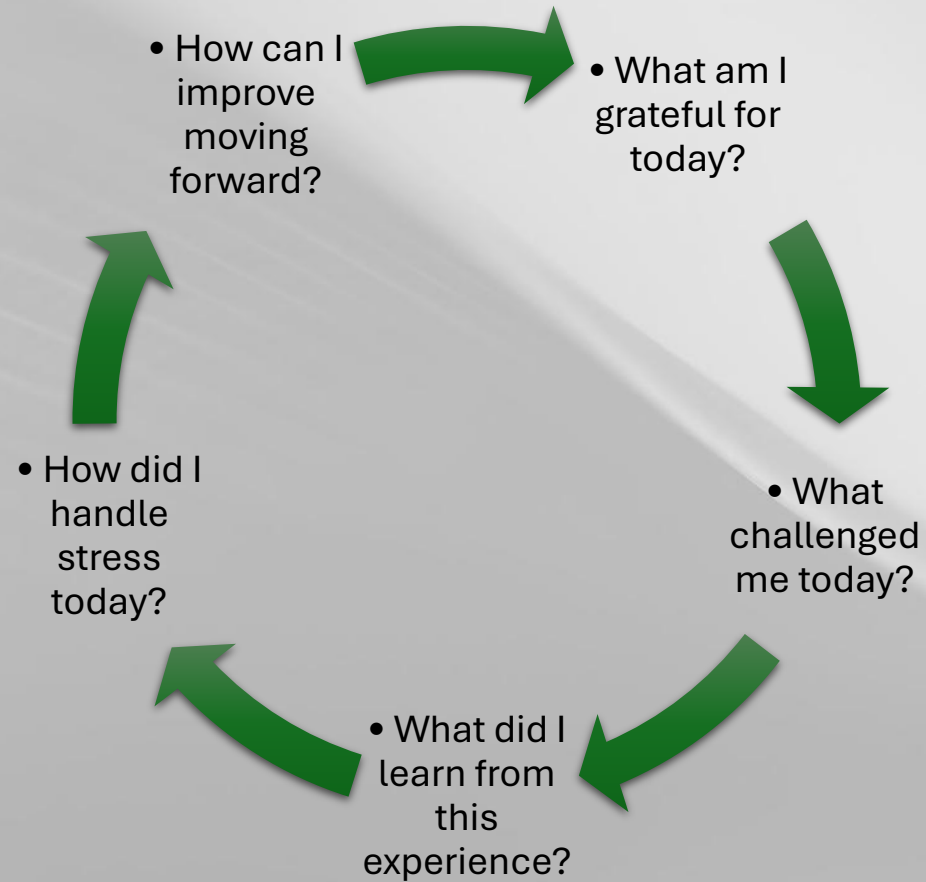 • How can I
improve
moving
forward?
• What am I
grateful for
today?
• What
challenged
me today?
• What did I
learn from
this
experience?
• How did I
handle
stress
today?